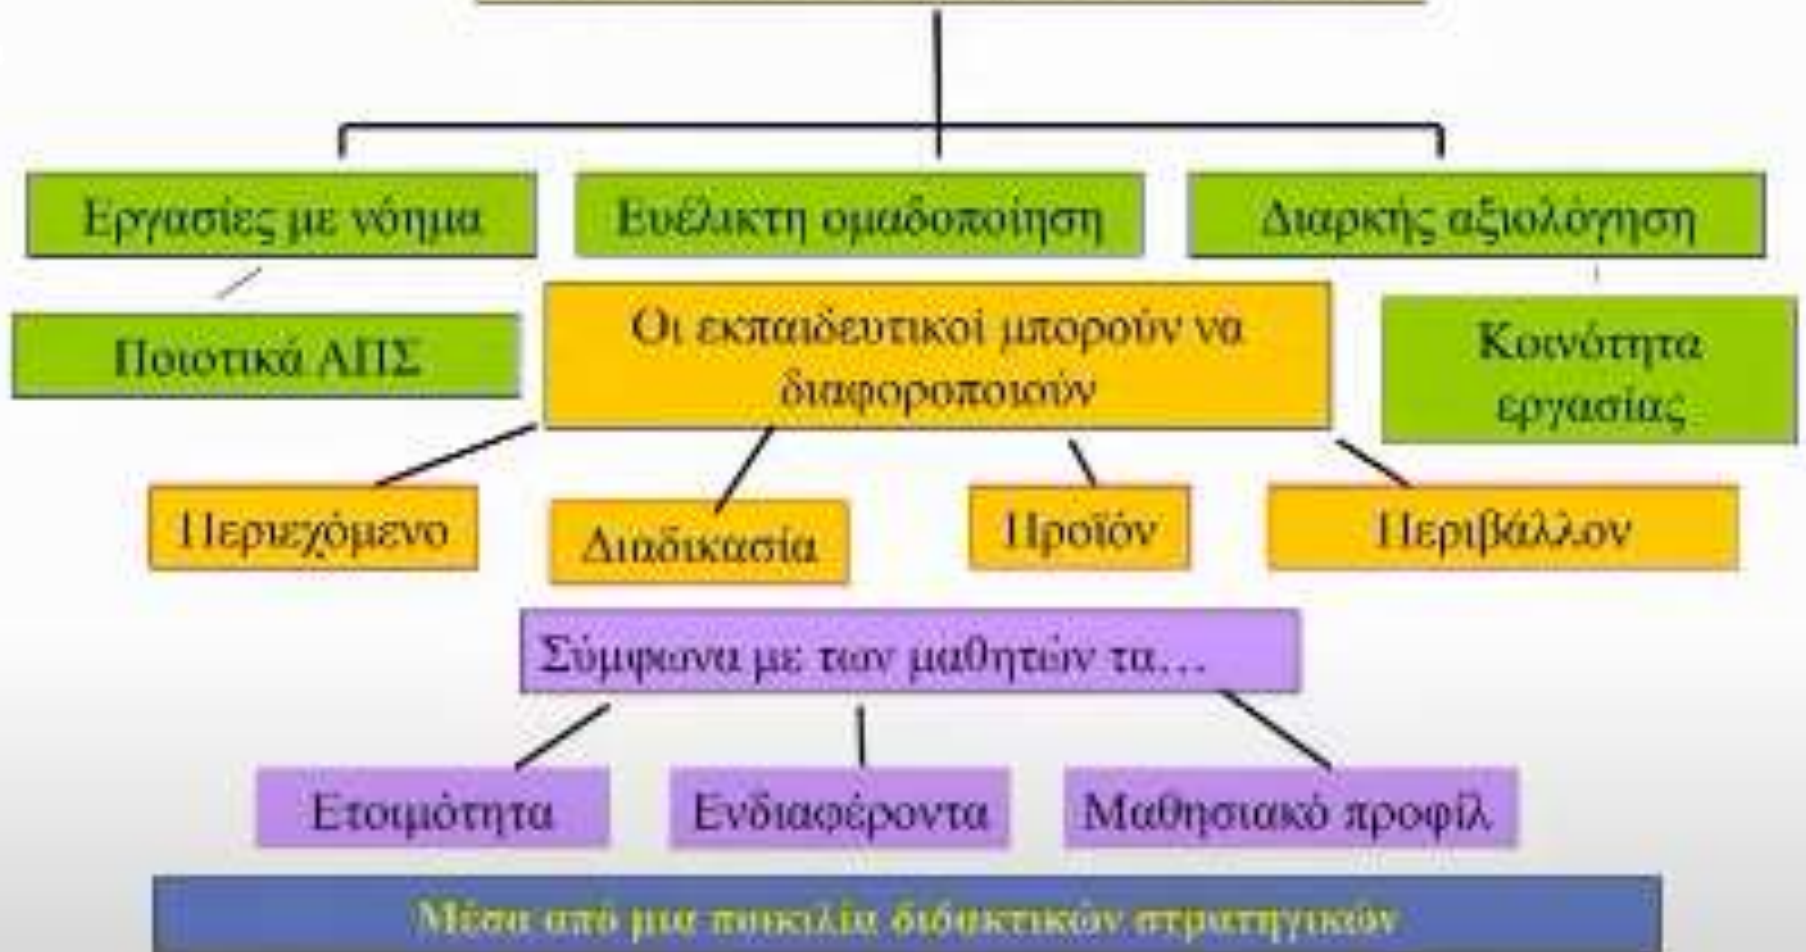 Εργασίες με νόημα
Ευέλικτη ομαδοποίηση
Διαρκής αξιολόγηση
Ποιοτικά ΑΠΣ
Οι εκπαιδευτικοί μπορούν να
διαφοροποιούν
Κοινότητα
εργασίας
Περιεχόμενο
Διαδικασία
Προϊόν
Περιβάλλον
Σύμφωνα με των μαθητών τα...
Ετοιμότητα
Ενδιαφέροντα
Μαθησιακό προφίλ
Μέσα από μια ποικιλία διδακτικών στρατηγικών